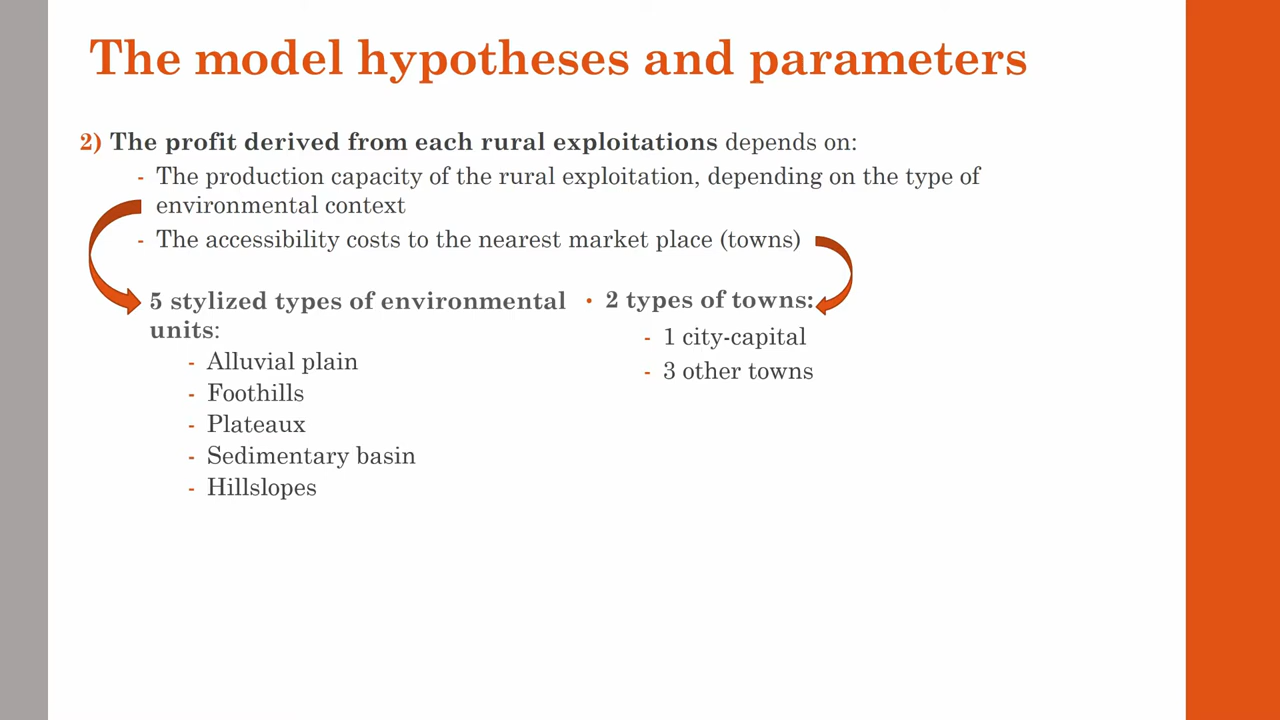 The model hypotheses and parameters
2) The profit derived from each rural exploitations depends on:
- The production capacity of the rural exploitation, depending on the type of
environmental context
- The accessibility costs to the nearest market place (towns)
5 stylized types of environmental
units:
- Alluvial plain
- Foothills
- Plateaux
- Sedimentary basin
- Hillslopes
• 2 types of towns:
- 1 city-capital
- 3 other towns